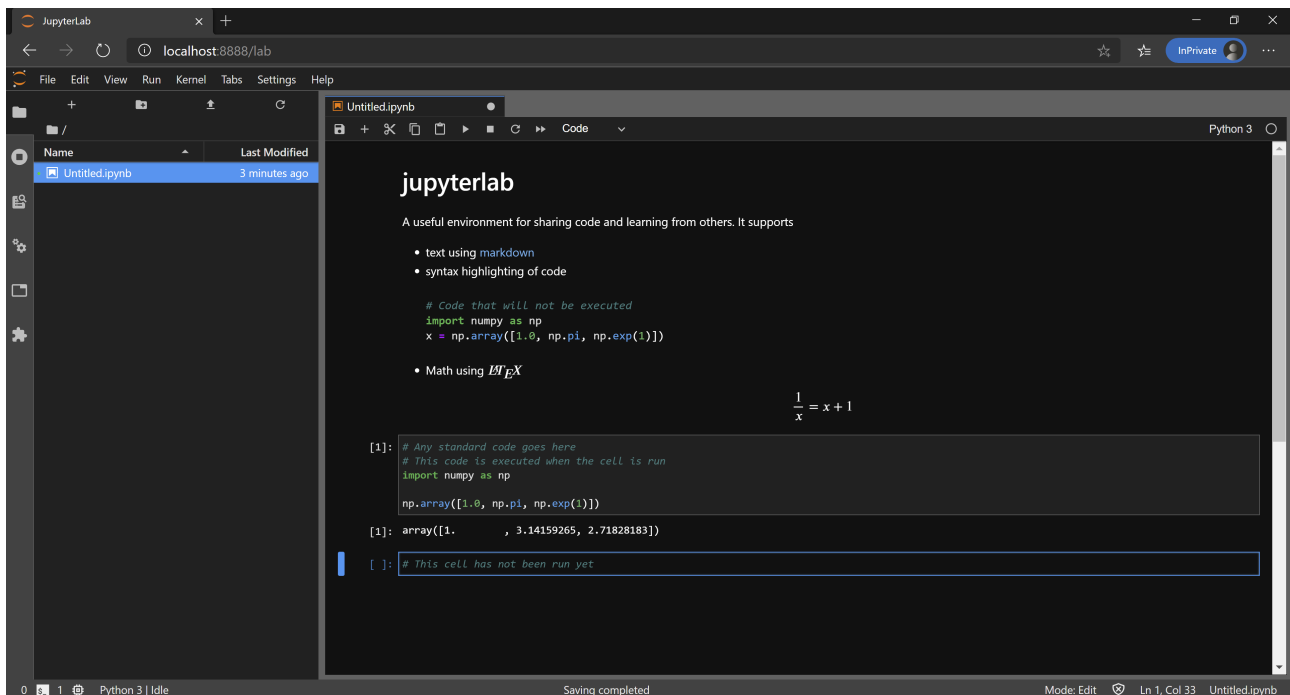 JupyterLab
localhost:8888/lab
InPrivate
File Edit View Run Kernel Tabs Settings Help
/
Name Last Modified
Untitled.ipynb 3 minutes ago
Untitled.ipynb
Code
Python 3
jupyterlab
A useful environment for sharing code and learning from others. It supports
• text using markdown
• syntax highlighting of code
# Code that will not be executed
import numpy as np
x = np.array([1.0, np.pi, np.exp(1)])
• Math using LATEX
1/x = x + 1
[1]: # Any standard code goes here
# This code is executed when the cell is run
import numpy as np
np.array([1.0, np.pi, np.exp(1)])
[1]: array([1.        , 3.14159265, 2.71828183])
[ ]: # This cell has not been run yet
0 $_ 1 Python 3 | Idle Saving completed Mode: Edit Ln 1, Col 33 Untitled.ipynb